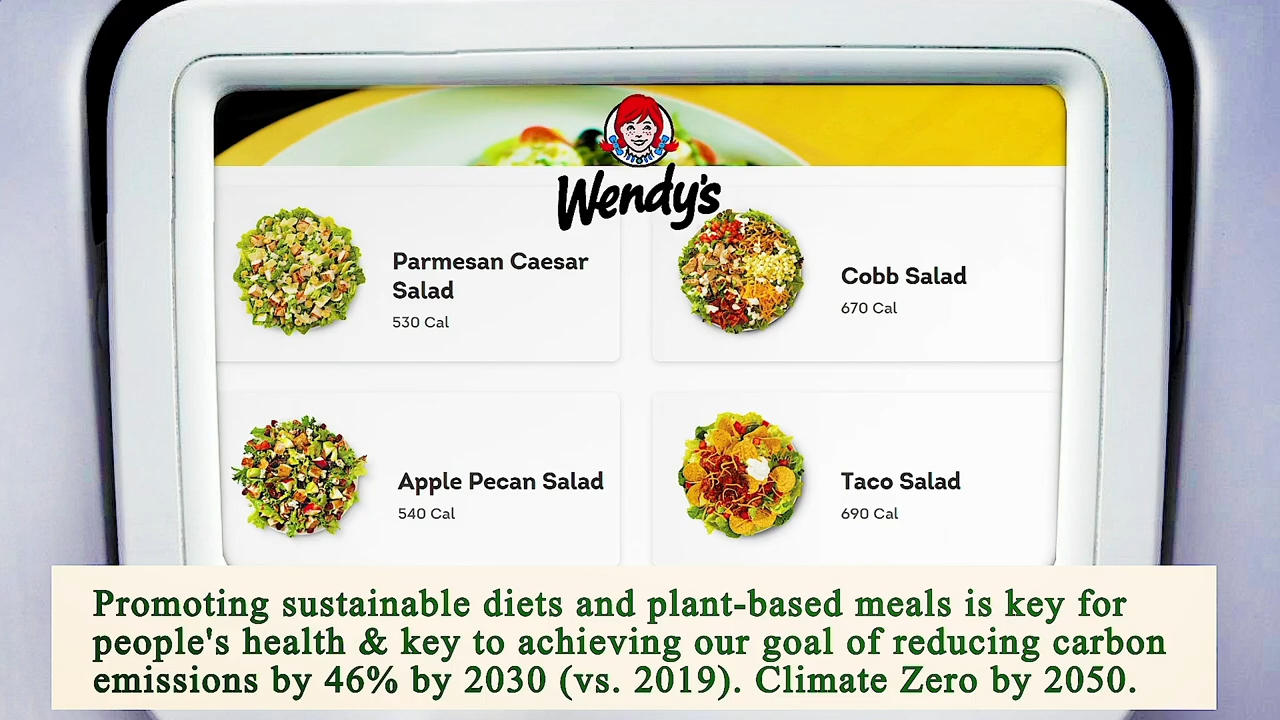 Wendy's
Parmesan Caesar
Salad
530 Cal
Cobb Salad
670 Cal
Apple Pecan Salad
540 Cal
Taco Salad
690 Cal
Promoting sustainable diets and plant-based meals is key for
people's health & key to achieving our goal of reducing carbon
emissions by 46% by 2030 (vs. 2019). Climate Zero by 2050.